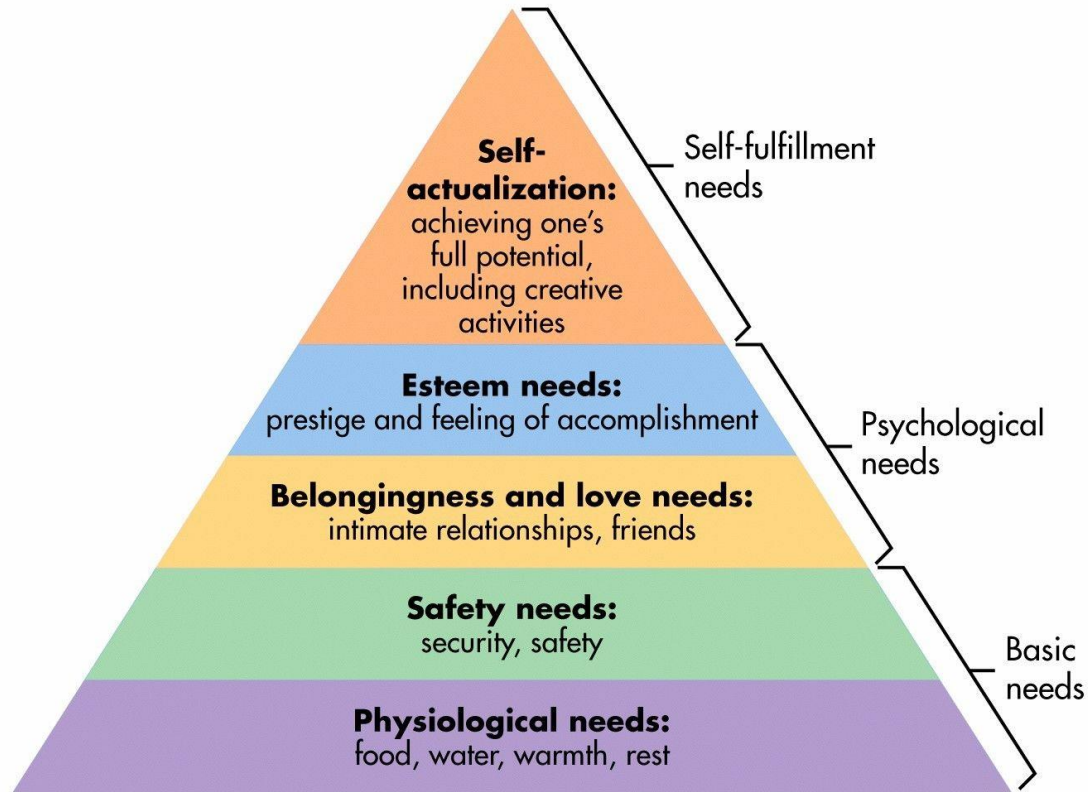 Self-
actualization:
achieving one's
full potential,
including creative
activities
Self-fulfillment
needs
Esteem needs:
prestige and feeling of accomplishment
Belongingness and love needs:
intimate relationships, friends
Psychological
needs
Safety needs:
security, safety
Physiological needs:
food, water, warmth, rest
Basic
needs